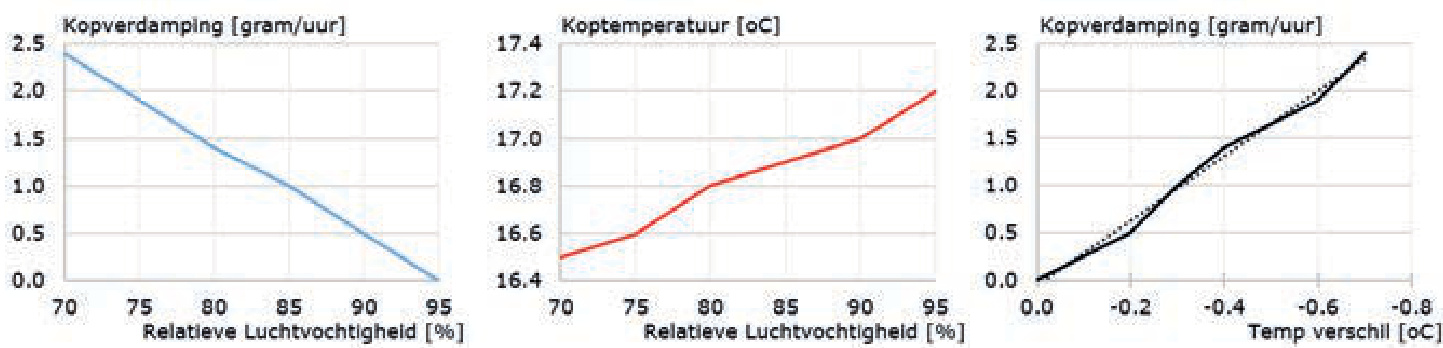 Kopverdamping [gram/uur]
2.5
2.0
1.5
1.0
0.5
0.0
70 75 80 85 90 95
Relatieve Luchtvochtigheid [%]
Koptemperatuur [oC]
17.4
17.2
17.0
16.8
16.6
16.4
70 75 80 85 90 95
Relatieve Luchtvochtigheid [%]
Kopverdamping [gram/uur]
2.5
2.0
1.5
1.0
0.5
0.0
0.0 -0.2 -0.4 -0.6 -0.8
Temp verschil [oC]